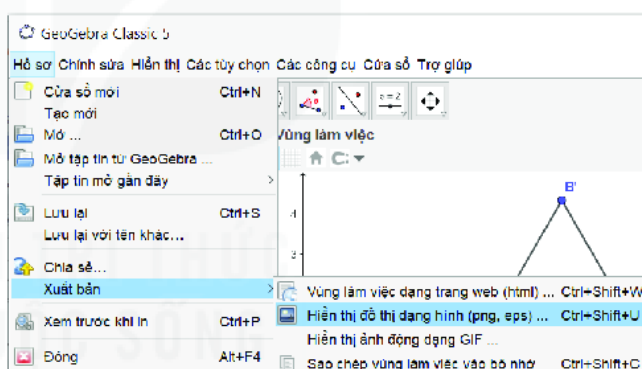 GeoGebra Classic 5
Hồ sơ Chỉnh sửa Hiển thị Các tùy chọn Các công cụ Cửa sổ Trợ giúp
Cửa sổ mới Ctrl+N
Tạo mới
Mở ... Ctrl+O
Mở tập tin từ GeoGebra ...
Tập tin mở gần đây
Lưu lại Ctrl+S
Lưu lại với tên khác...
Chia sẻ...
Xuất bản
Xem trước khi in Ctrl+P
Đóng Alt+F4
a=2
Vùng làm việc
B'
4
3
Vùng làm việc dạng trang web (html) ... Ctrl+Shift+W
Hiển thị đồ thị dạng hình (png, eps) ... Ctrl+Shift+U
Hiển thị ảnh động dạng GIF ...
Sao chép vùng làm việc vào bộ nhớ Ctrl+Shift+C